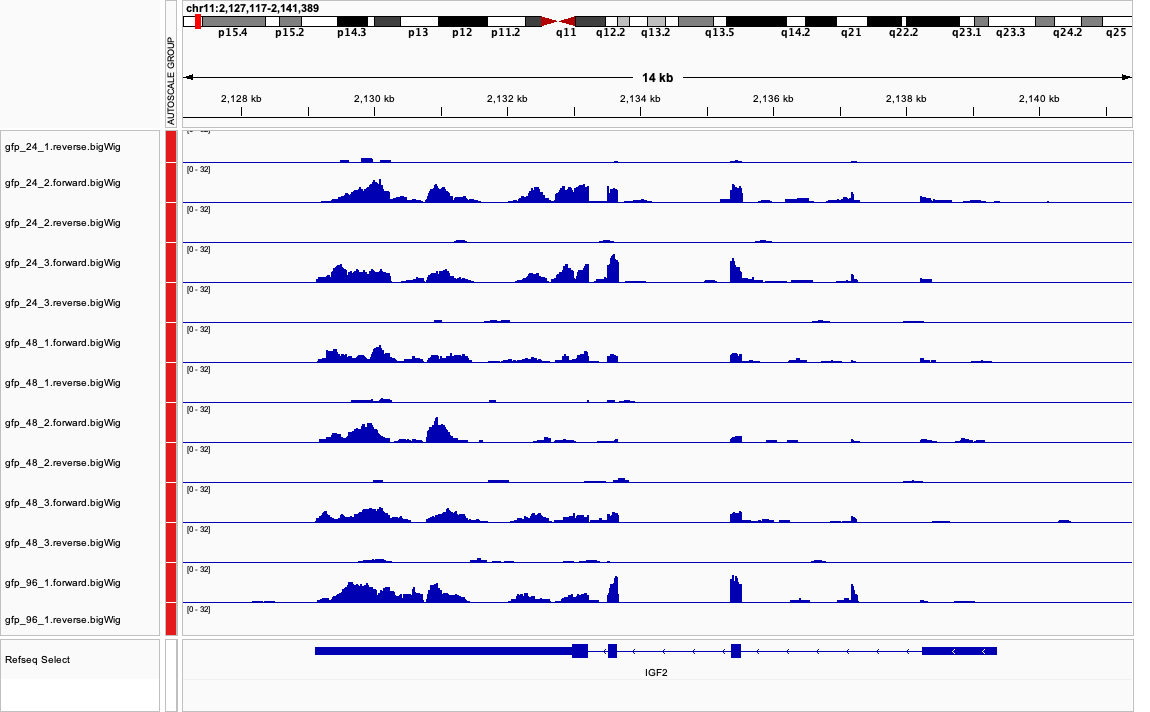 chr11:2,127,117-2,141,389
p15.4 p15.2 p14.3 p13 p12 p11.2 q11 q12.2 q13.2 q13.5 q14.2 q21 q22.2 q23.1 q23.3 q24.2 q25
AUTOSCALE GROUP
14 kb
2,128 kb 2,130 kb 2,132 kb 2,134 kb 2,136 kb 2,138 kb 2,140 kb
gfp_24_1.reverse.bigWig
[0 - 32]
gfp_24_2.forward.bigWig
[0 - 32]
gfp_24_2.reverse.bigWig
[0 - 32]
gfp_24_3.forward.bigWig
[0 - 32]
gfp_24_3.reverse.bigWig
[0 - 32]
gfp_48_1.forward.bigWig
[0 - 32]
gfp_48_1.reverse.bigWig
[0 - 32]
gfp_48_2.forward.bigWig
[0 - 32]
gfp_48_2.reverse.bigWig
[0 - 32]
gfp_48_3.forward.bigWig
[0 - 32]
gfp_48_3.reverse.bigWig
[0 - 32]
gfp_96_1.forward.bigWig
[0 - 32]
gfp_96_1.reverse.bigWig
Refseq Select
IGF2